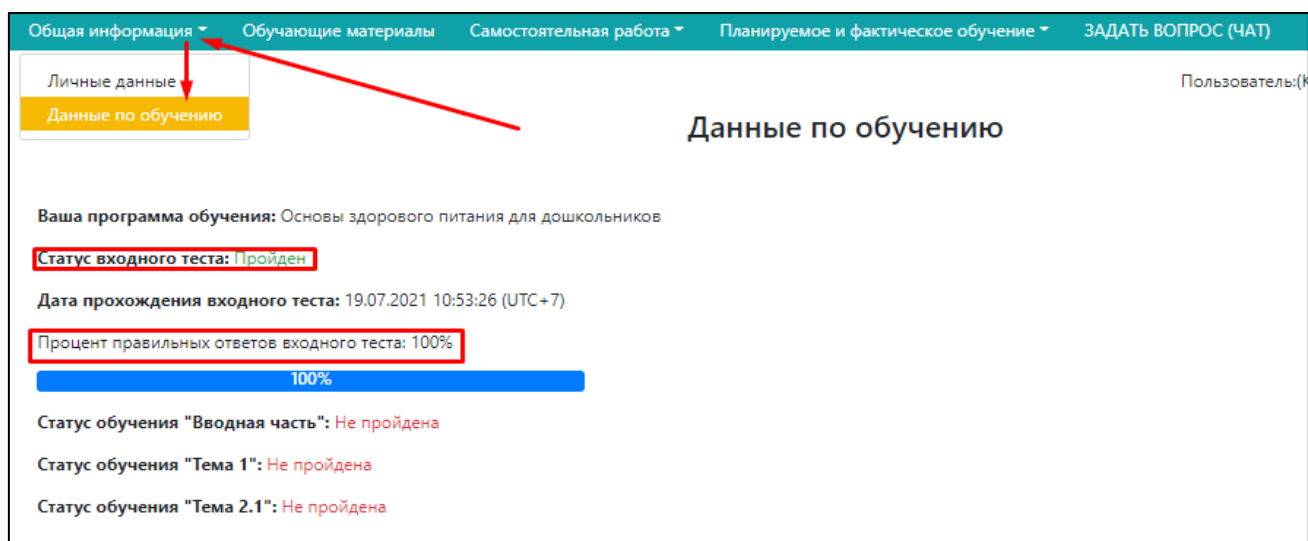 Общая информация Обучающие материалы Самостоятельная работа Планируемое и фактическое обучение ЗАДАТЬ ВОПРОС (ЧАТ)
Личные данные
Пользователь:(К
Данные по обучению
Данные по обучению
Ваша программа обучения: Основы здорового питания для дошкольников
Статус входного теста: Пройден
Дата прохождения входного теста: 19.07.2021 10:53:26 (UTC+7)
Процент правильных ответов входного теста: 100%
100%
Статус обучения "Вводная часть": Не пройдена
Статус обучения "Тема 1": Не пройдена
Статус обучения "Тема 2.1": Не пройдена